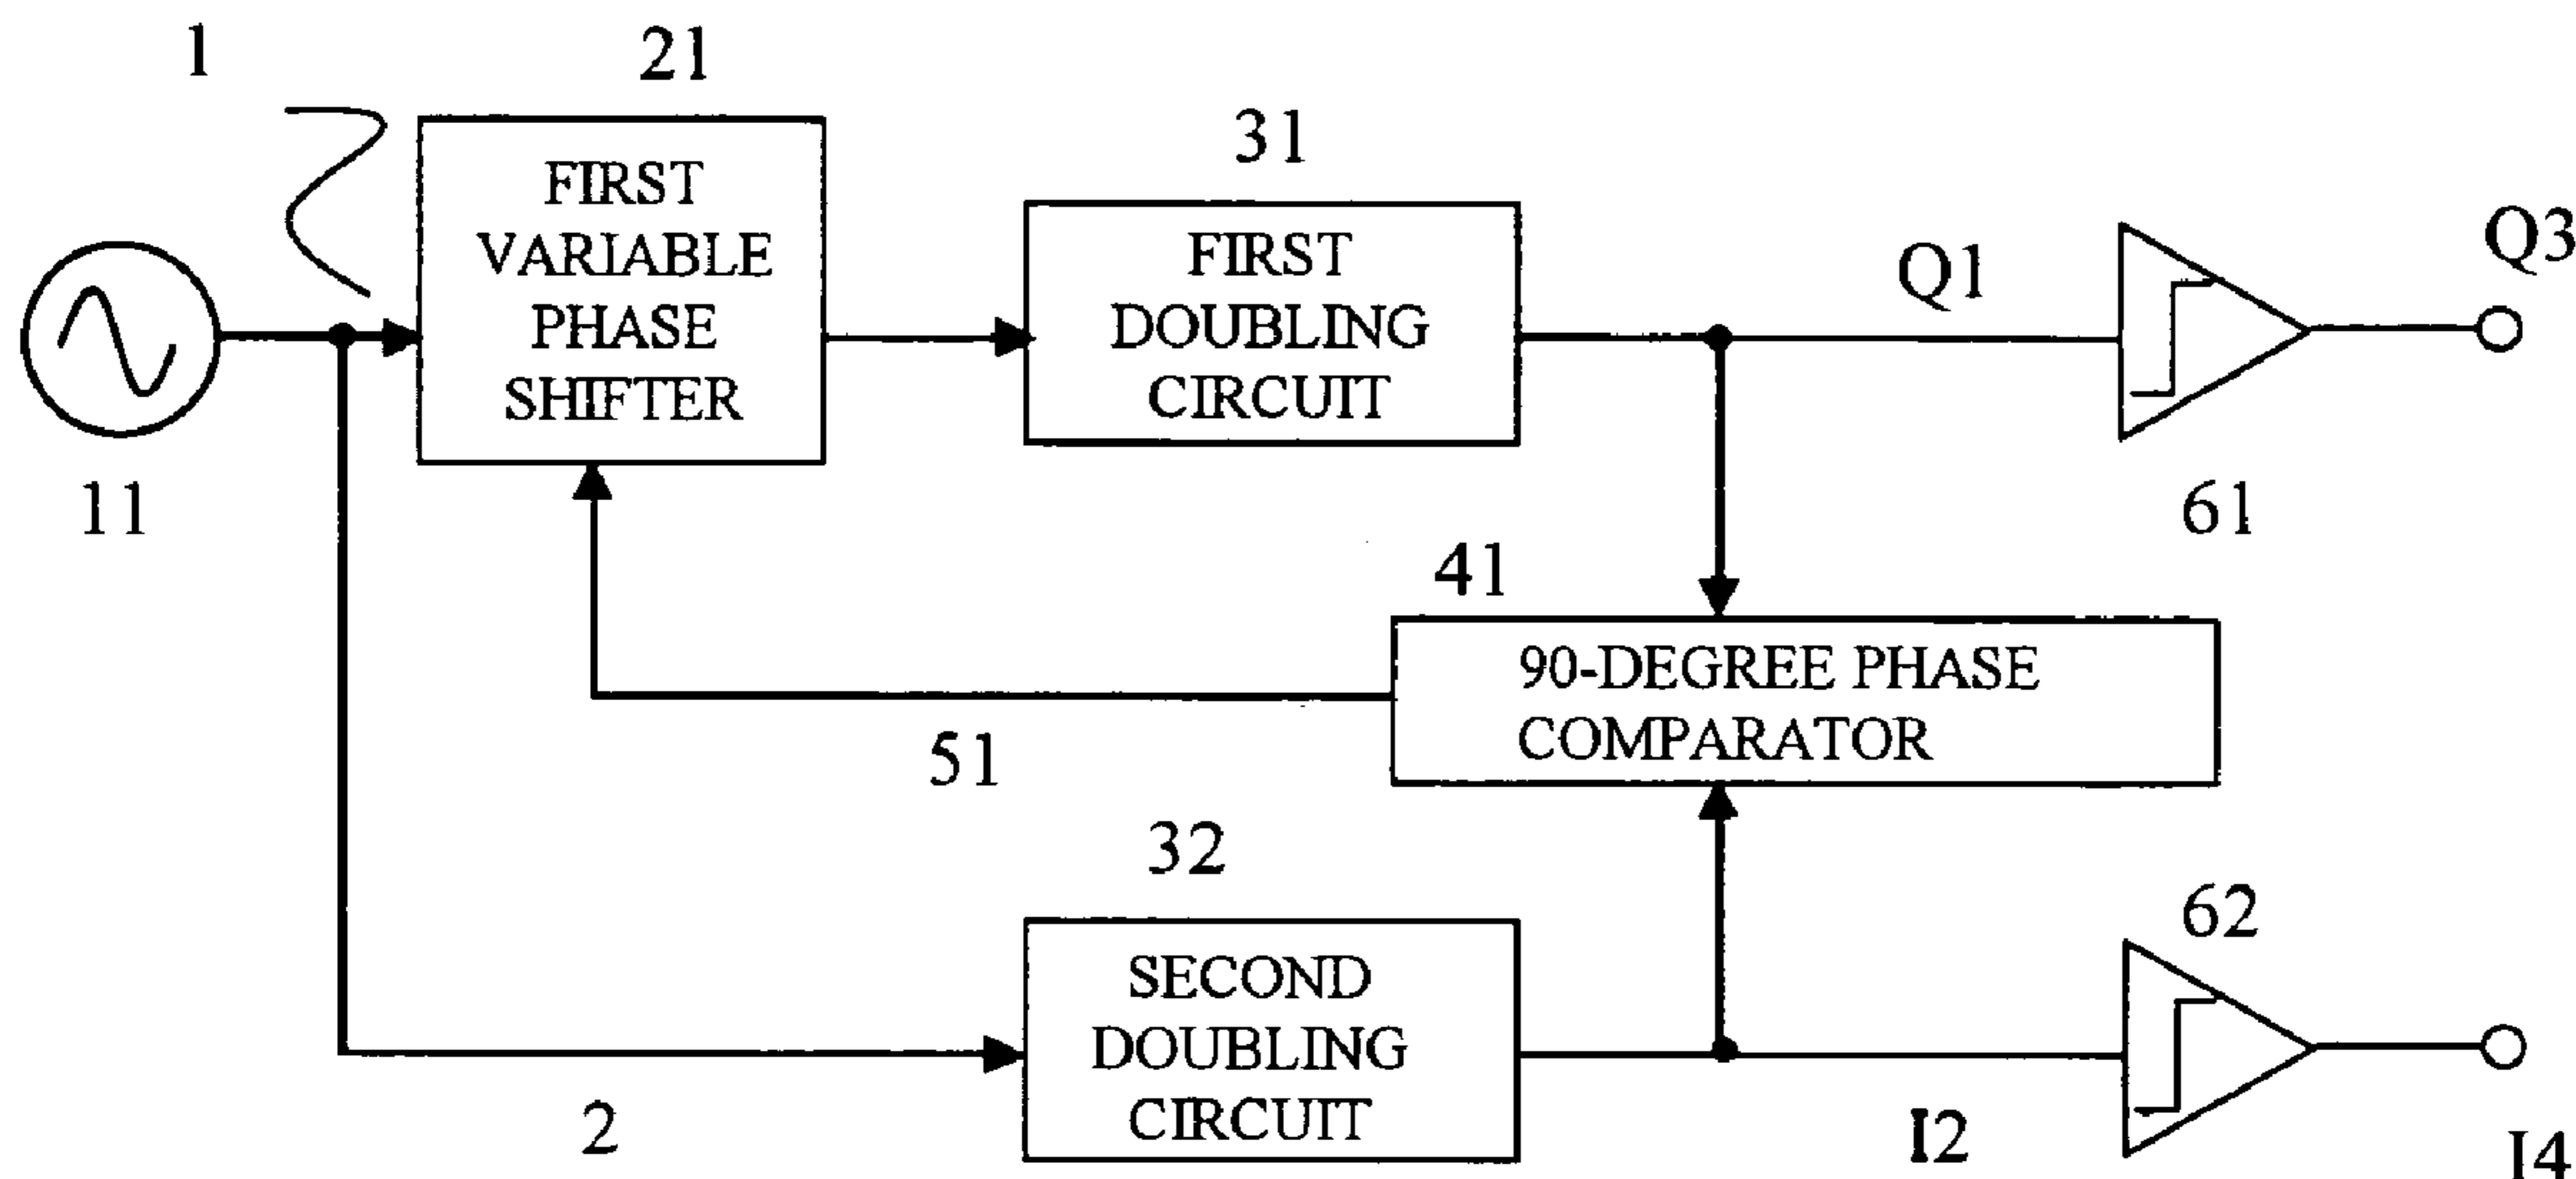 1
21
FIRST
VARIABLE
PHASE
SHIFTER
31
FIRST
DOUBLING
CIRCUIT
Q1
Q3
11
61
41
90-DEGREE PHASE
COMPARATOR
51
32
SECOND
DOUBLING
CIRCUIT
62
2
I2
I4